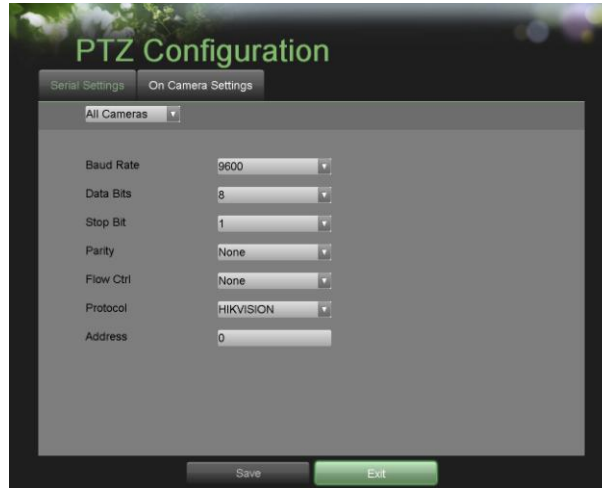 PTZ Configuration
Serial Settings On Camera Settings
All Cameras
Baud Rate 9600
Data Bits 8
Stop Bit 1
Parity None
Flow Ctrl None
Protocol HIKVISION
Address 0
Save Exit